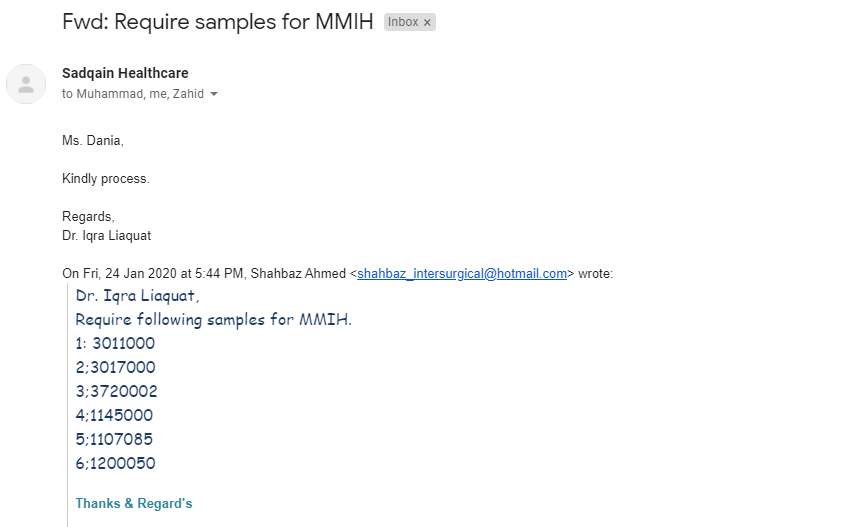 Fwd: Require samples for MMIH Inbox x
Sadqain Healthcare
to Muhammad, me, Zahid
Ms. Dania,
Kindly process.
Regards,
Dr. Iqra Liaquat
On Fri, 24 Jan 2020 at 5:44 PM, Shahbaz Ahmed <shahbaz_intersurgical@hotmail.com> wrote:
Dr. Iqra Liaquat,
Require following samples for MMIH.
1: 3011000
2;3017000
3;3720002
4;1145000
5;1107085
6;1200050
Thanks & Regard's